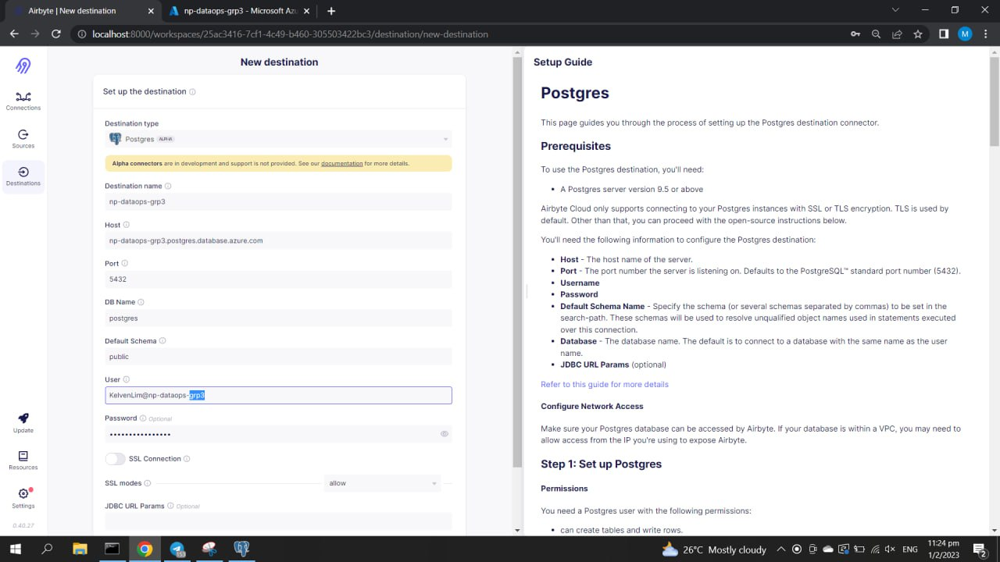 Airbyte | New destination
np-dataops-grp3 - Microsoft Azu
localhost:8000/workspaces/25ac3416-7cf1-4c49-b460-305503422bc3/destination/new-destination
M
Connections
Sources
Destinations
Update
Resources
Settings
0.40.27
New destination
Set up the destination
Destination type
Postgres ALPHA
Alpha connectors are in development and support is not provided. See our documentation for more details.
Destination name
np-dataops-grp3
Host
np-dataops-grp3.postgres.database.azure.com
Port
5432
DB Name
postgres
Default Schema
public
User
KelvenLim@np-dataops-grp3
Password Optional
••••••••••••••••
SSL Connection
SSL modes
allow
JDBC URL Params Optional
Setup Guide
Postgres
This page guides you through the process of setting up the Postgres destination connector.
Prerequisites
To use the Postgres destination, you'll need:
• A Postgres server version 9.5 or above
Airbyte Cloud only supports connecting to your Postgres instances with SSL or TLS encryption. TLS is used by
default. Other than that, you can proceed with the open-source instructions below.
You'll need the following information to configure the Postgres destination:
• Host - The host name of the server.
• Port - The port number the server is listening on. Defaults to the PostgreSQL™ standard port number (5432).
• Username
• Password
• Default Schema Name - Specify the schema (or several schemas separated by commas) to be set in the
search-path. These schemas will be used to resolve unqualified object names used in statements executed
over this connection.
• Database - The database name. The default is to connect to a database with the same name as the user
name.
• JDBC URL Params (optional)
Refer to this guide for more details
Configure Network Access
Make sure your Postgres database can be accessed by Airbyte. If your database is within a VPC, you may need to
allow access from the IP you're using to expose Airbyte.
Step 1: Set up Postgres
Permissions
You need a Postgres user with the following permissions:
• can create tables and write rows.
26°C Mostly cloudy
ENG
11:24 pm
1/2/2023
2